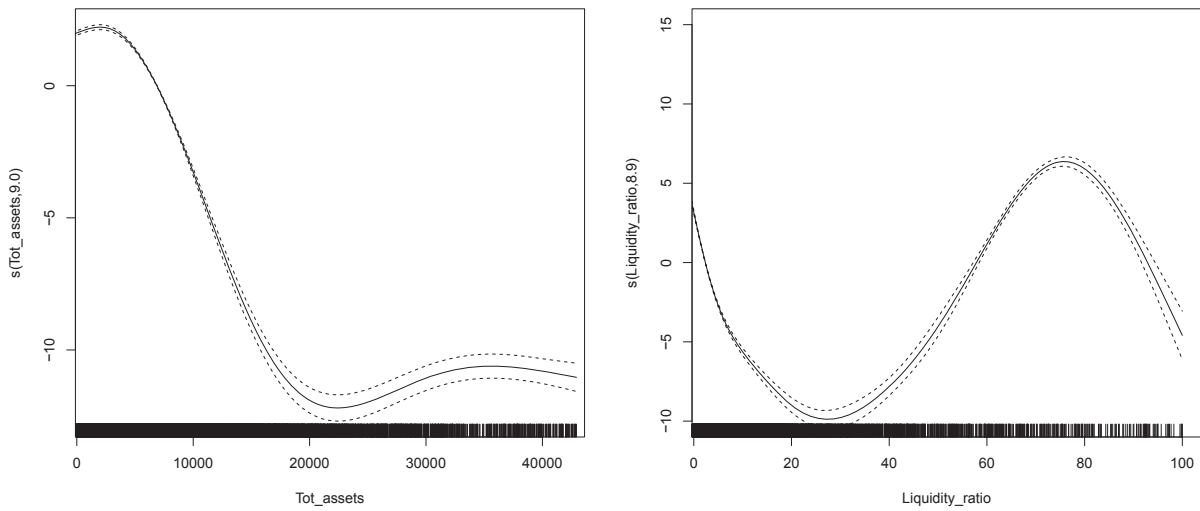 0
−5
−10
s(Tot_assets,9.0)
0 10000 20000 30000 40000
Tot_assets
15
10
5
0
−5
−10
s(Liquidity_ratio,8.9)
0 20 40 60 80 100
Liquidity_ratio